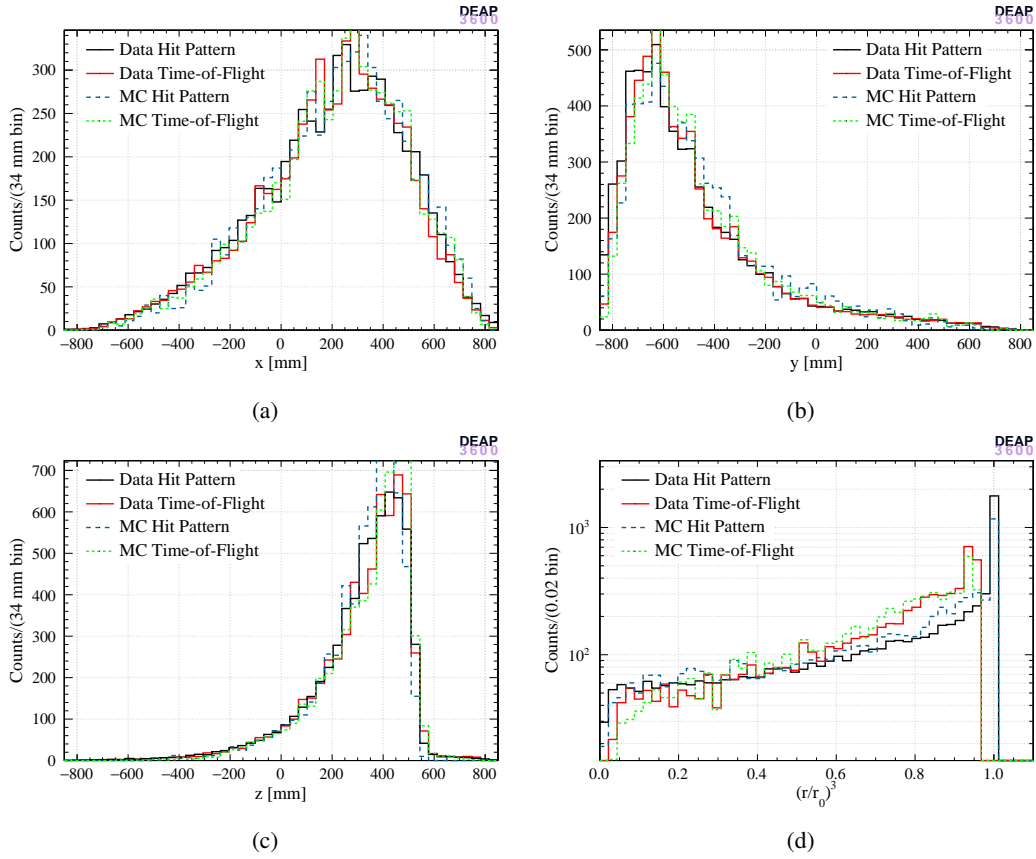 DEAP
3600
Counts/(34 mm bin)
300
250
200
150
100
50
0
Data Hit Pattern
Data Time-of-Flight
MC Hit Pattern
MC Time-of-Flight
−800 −600 −400 −200 0 200 400 600 800
x [mm]
(a)
DEAP
3600
Counts/(34 mm bin)
500
400
300
200
100
0
Data Hit Pattern
Data Time-of-Flight
MC Hit Pattern
MC Time-of-Flight
−800 −600 −400 −200 0 200 400 600 800
y [mm]
(b)
DEAP
3600
Counts/(34 mm bin)
700
600
500
400
300
200
100
0
Data Hit Pattern
Data Time-of-Flight
MC Hit Pattern
MC Time-of-Flight
−800 −600 −400 −200 0 200 400 600 800
z [mm]
(c)
DEAP
3600
Counts/(0.02 bin)
10³
10²
Data Hit Pattern
Data Time-of-Flight
MC Hit Pattern
MC Time-of-Flight
0.0 0.2 0.4 0.6 0.8 1.0
(r/r₀)³
(d)